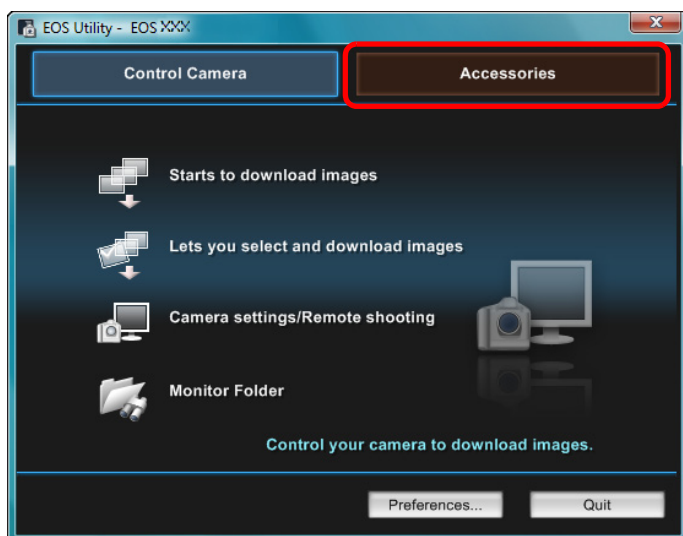 EOS Utility - EOS XXX
Control Camera
Accessories
Starts to download images
Lets you select and download images
Camera settings/Remote shooting
Monitor Folder
Control your camera to download images.
Preferences...
Quit